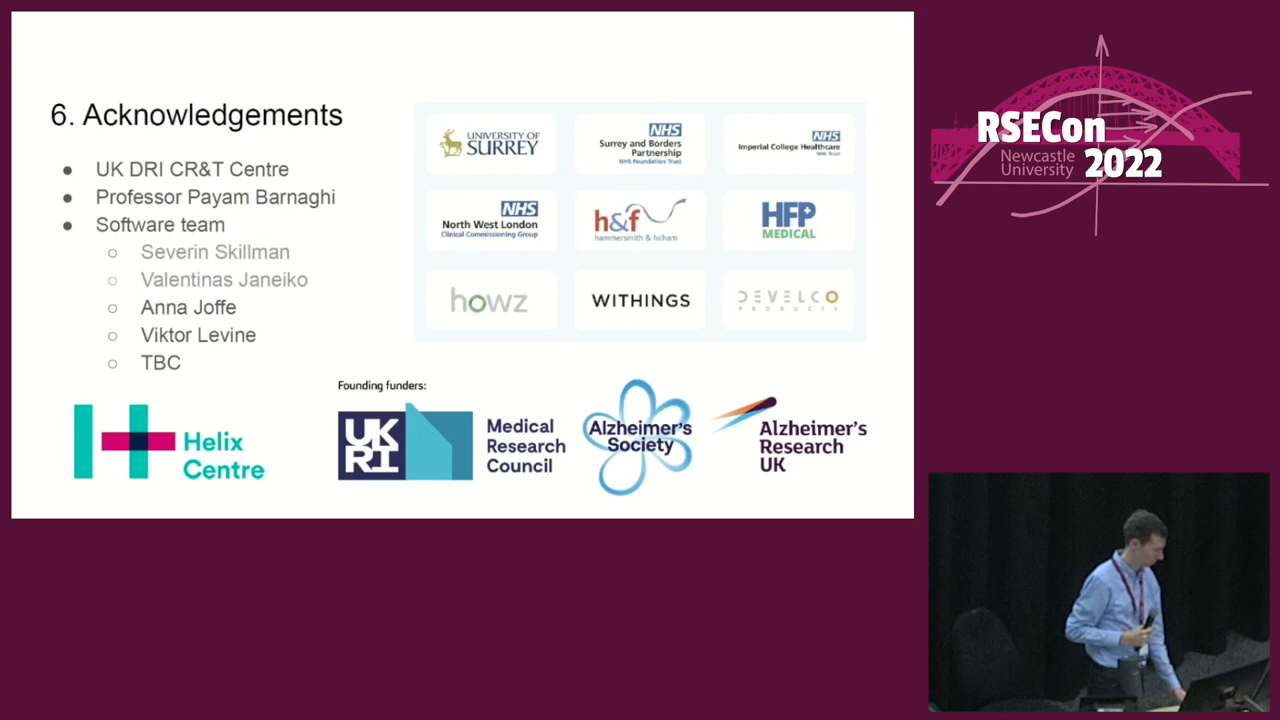 6. Acknowledgements
● UK DRI CR&T Centre
● Professor Payam Barnaghi
● Software team
○ Severin Skillman
○ Valentinas Janeiko
○ Anna Joffe
○ Viktor Levine
○ TBC
UNIVERSITY OF
SURREY
NHS
Surrey and Borders
Partnership
NHS Foundation Trust
NHS
Imperial College Healthcare
NHS Trust
NHS
North West London
Clinical Commissioning Group
h&f
hammersmith & fulham
HFP
MEDICAL
howz
WITHINGS
DEVELCO
PRODUCTS
Helix
Centre
Founding funders:
UK
RI
Medical
Research
Council
Alzheimer's
Society
Alzheimer's
Research
UK
RSECon
Newcastle
University
2022